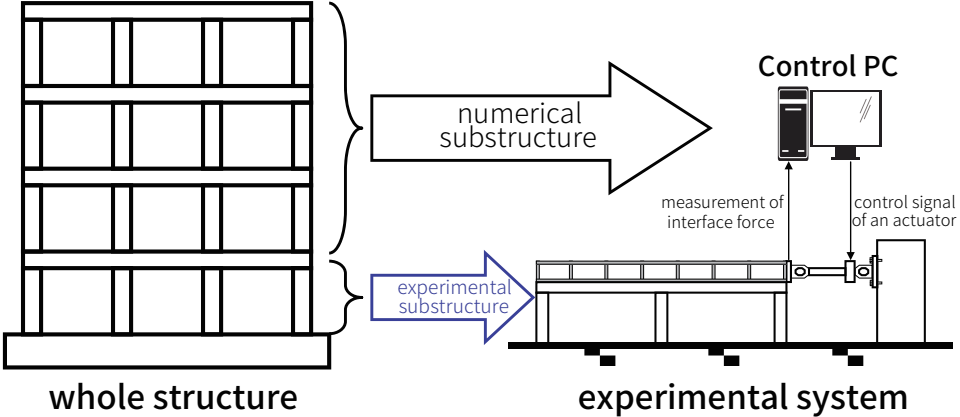 Control PC
numerical
substructure
measurement of
interface force
control signal
of an actuator
experimental
substructure
whole structure
experimental system